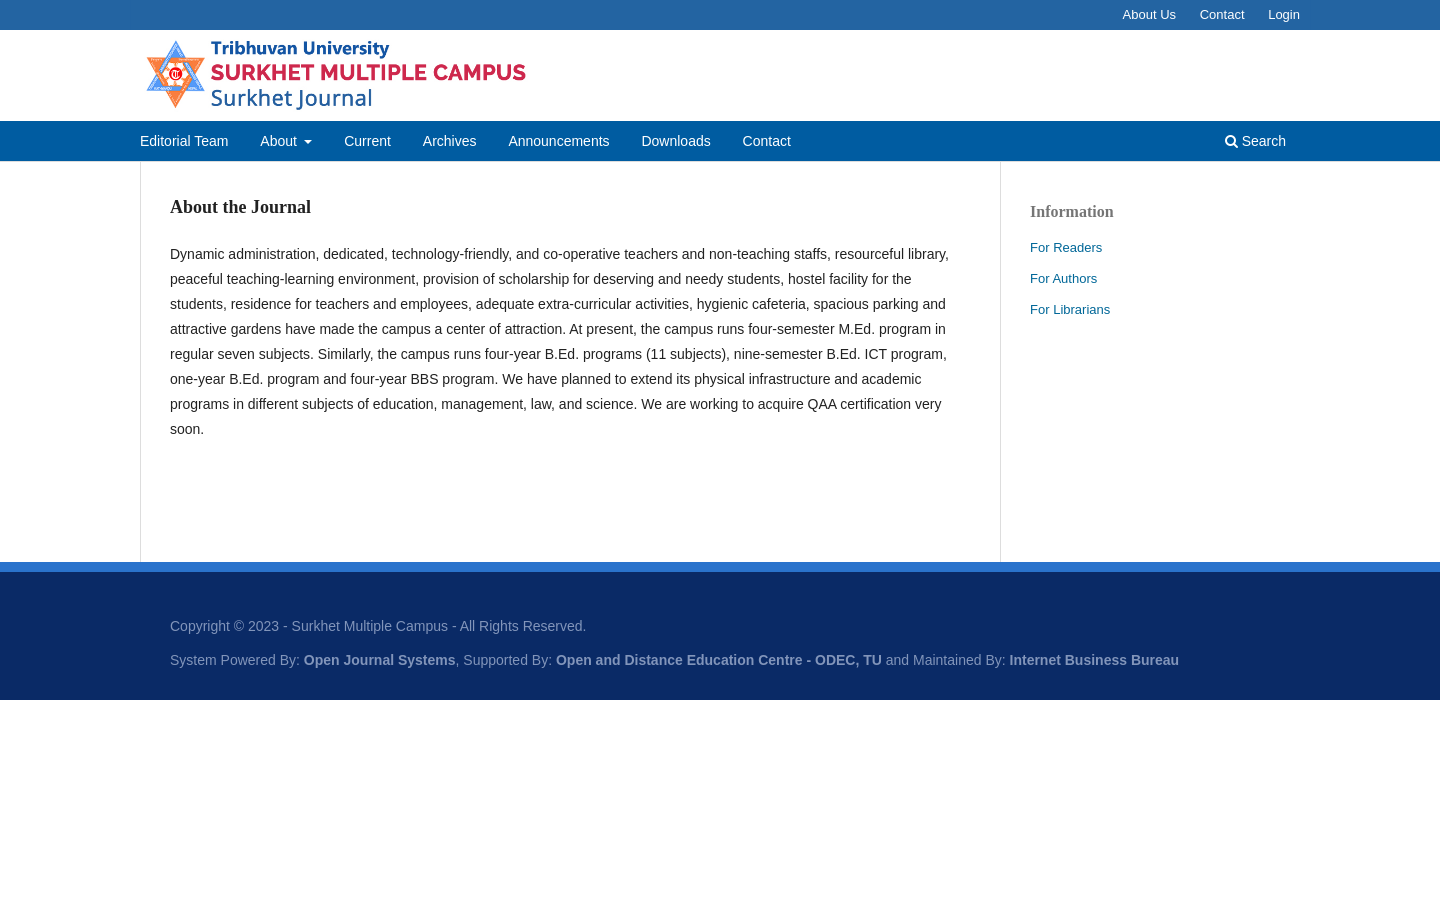 About Us Contact Login
Tribhuvan University
SURKHET MULTIPLE CAMPUS
Surkhet Journal
Editorial Team About Current Archives Announcements Downloads Contact Search
About the Journal
Dynamic administration, dedicated, technology-friendly, and co-operative teachers and non-teaching staffs, resourceful library,
peaceful teaching-learning environment, provision of scholarship for deserving and needy students, hostel facility for the
students, residence for teachers and employees, adequate extra-curricular activities, hygienic cafeteria, spacious parking and
attractive gardens have made the campus a center of attraction. At present, the campus runs four-semester M.Ed. program in
regular seven subjects. Similarly, the campus runs four-year B.Ed. programs (11 subjects), nine-semester B.Ed. ICT program,
one-year B.Ed. program and four-year BBS program. We have planned to extend its physical infrastructure and academic
programs in different subjects of education, management, law, and science. We are working to acquire QAA certification very
soon.
Information
For Readers
For Authors
For Librarians
Copyright © 2023 - Surkhet Multiple Campus - All Rights Reserved.
System Powered By: Open Journal Systems, Supported By: Open and Distance Education Centre - ODEC, TU and Maintained By: Internet Business Bureau